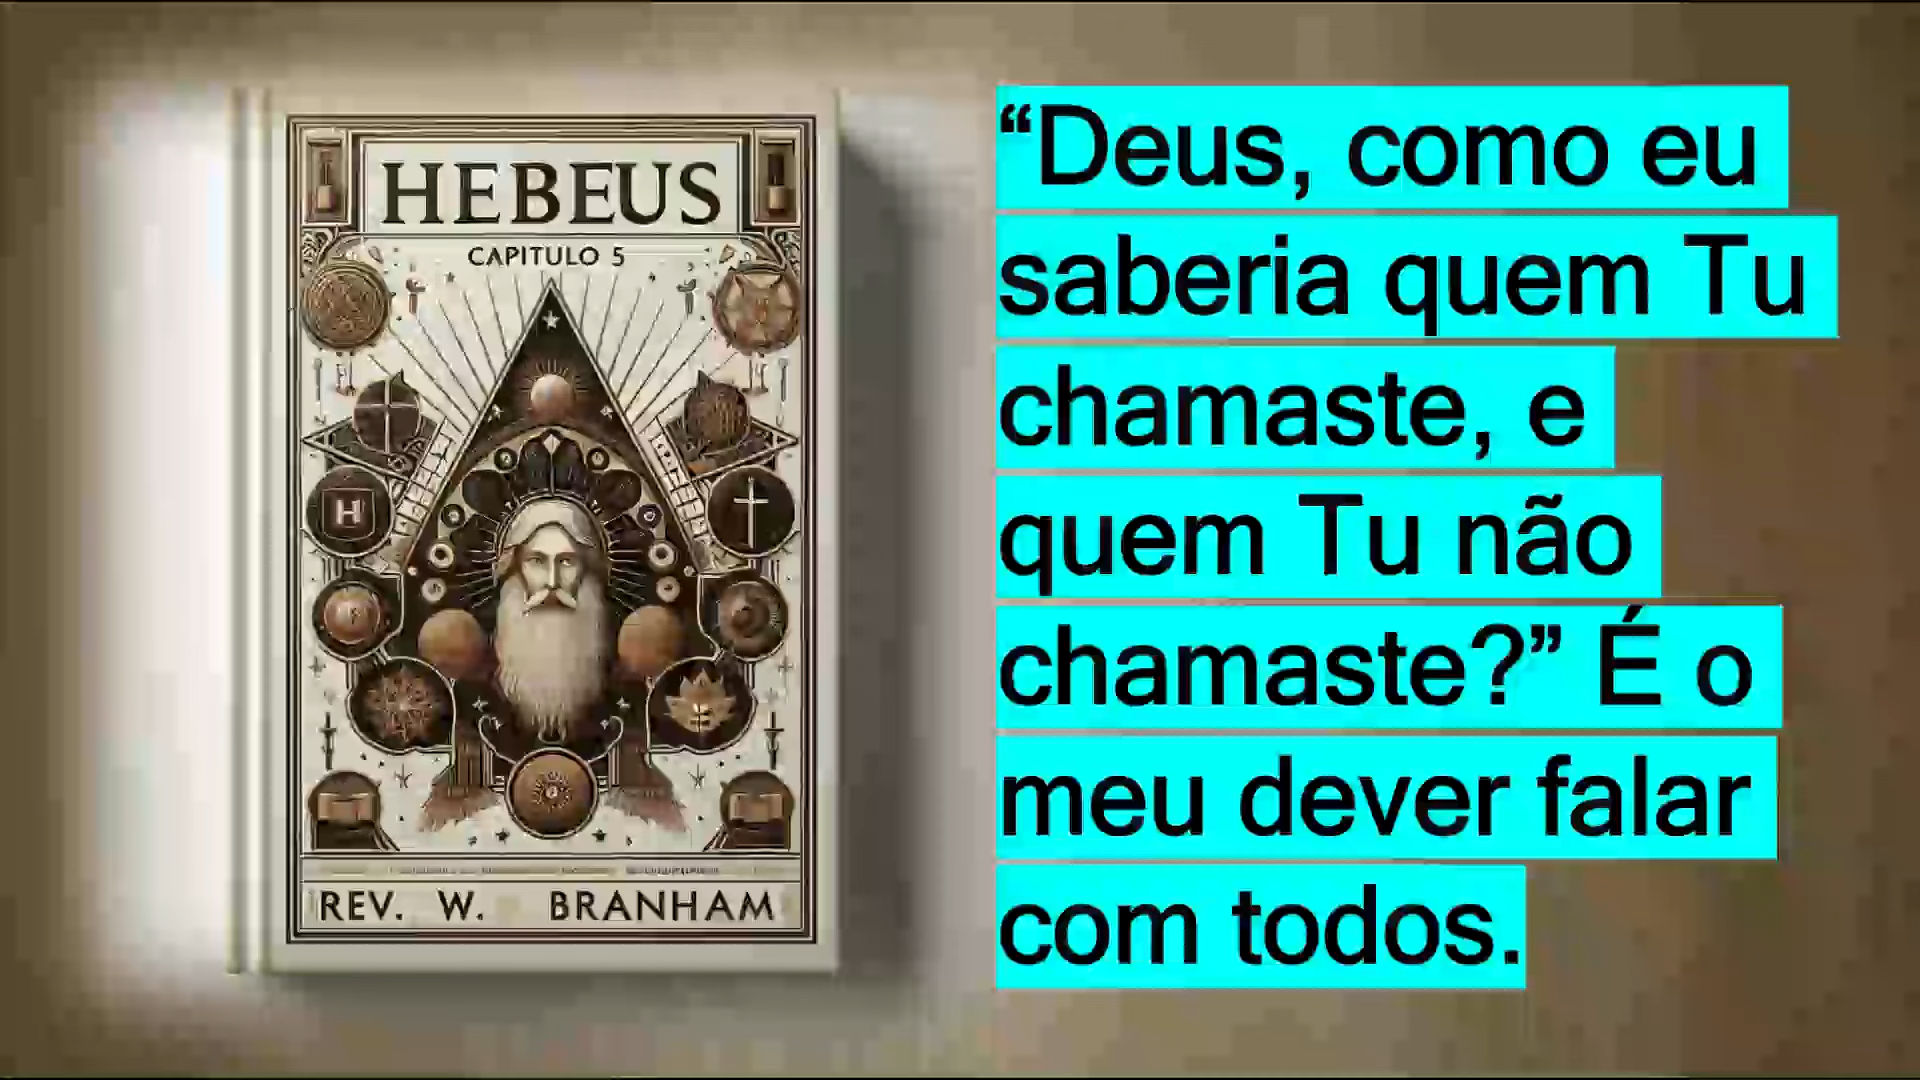 HEBEUS
CAPITULO 5
H
REV. W. BRANHAM
“Deus, como eu
saberia quem Tu
chamaste, e
quem Tu não
chamaste?” É o
meu dever falar
com todos.